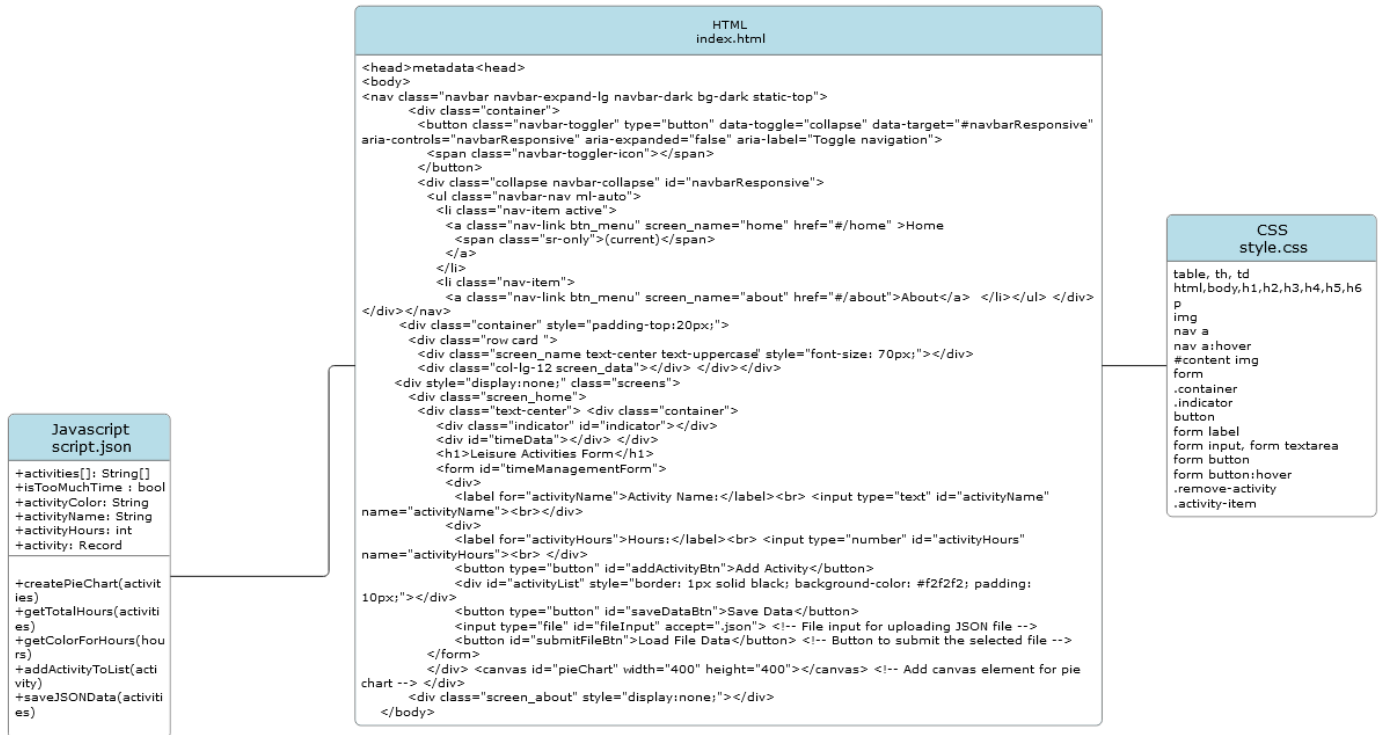 HTML
index.html
<head>metadata<head>
<body>
<nav class="navbar navbar-expand-lg navbar-dark bg-dark static-top">
<div class="container">
<button class="navbar-toggler" type="button" data-toggle="collapse" data-target="#navbarResponsive"
aria-controls="navbarResponsive" aria-expanded="false" aria-label="Toggle navigation">
<span class="navbar-toggler-icon"></span>
</button>
<div class="collapse navbar-collapse" id="navbarResponsive">
<ul class="navbar-nav ml-auto">
<li class="nav-item active">
<a class="nav-link btn_menu" screen_name="home" href="#/home" >Home
<span class="sr-only">(current)</span>
</a>
</li>
<li class="nav-item">
<a class="nav-link btn_menu" screen_name="about" href="#/about">About</a> </li></ul> </div>
</div></nav>
<div class="container" style="padding-top:20px;">
<div class="row card ">
<div class="screen_name text-center text-uppercase" style="font-size: 70px;"></div>
<div class="col-lg-12 screen_data"></div> </div></div>
<div style="display:none;" class="screens">
<div class="screen_home">
<div class="text-center"> <div class="container">
<div class="indicator" id="indicator"></div>
<div id="timeData"></div> </div>
<h1>Leisure Activities Form</h1>
<form id="timeManagementForm">
<div>
<label for="activityName">Activity Name:</label><br> <input type="text" id="activityName"
name="activityName"><br></div>
<div>
<label for="activityHours">Hours:</label><br> <input type="number" id="activityHours"
name="activityHours"><br> </div>
<button type="button" id="addActivityBtn">Add Activity</button>
<div id="activityList" style="border: 1px solid black; background-color: #f2f2f2; padding:
10px;"></div>
<button type="button" id="saveDataBtn">Save Data</button>
<input type="file" id="fileInput" accept=".json"> <!-- File input for uploading JSON file -->
<button id="submitFileBtn">Load File Data</button> <!-- Button to submit the selected file -->
</form>
</div> <canvas id="pieChart" width="400" height="400"></canvas> <!-- Add canvas element for pie
chart --> </div>
<div class="screen_about" style="display:none;"></div>
</body>
Javascript
script.json
+activities[]: String[]
+isTooMuchTime : bool
+activityColor: String
+activityName: String
+activityHours: int
+activity: Record
+createPieChart(activit
ies)
+getTotalHours(activiti
es)
+getColorForHours(hou
rs)
+addActivityToList(acti
vity)
+saveJSONData(activiti
es)
CSS
style.css
table, th, td
html,body,h1,h2,h3,h4,h5,h6
p
img
nav a
nav a:hover
#content img
form
.container
.indicator
button
form label
form input, form textarea
form button
form button:hover
.remove-activity
.activity-item